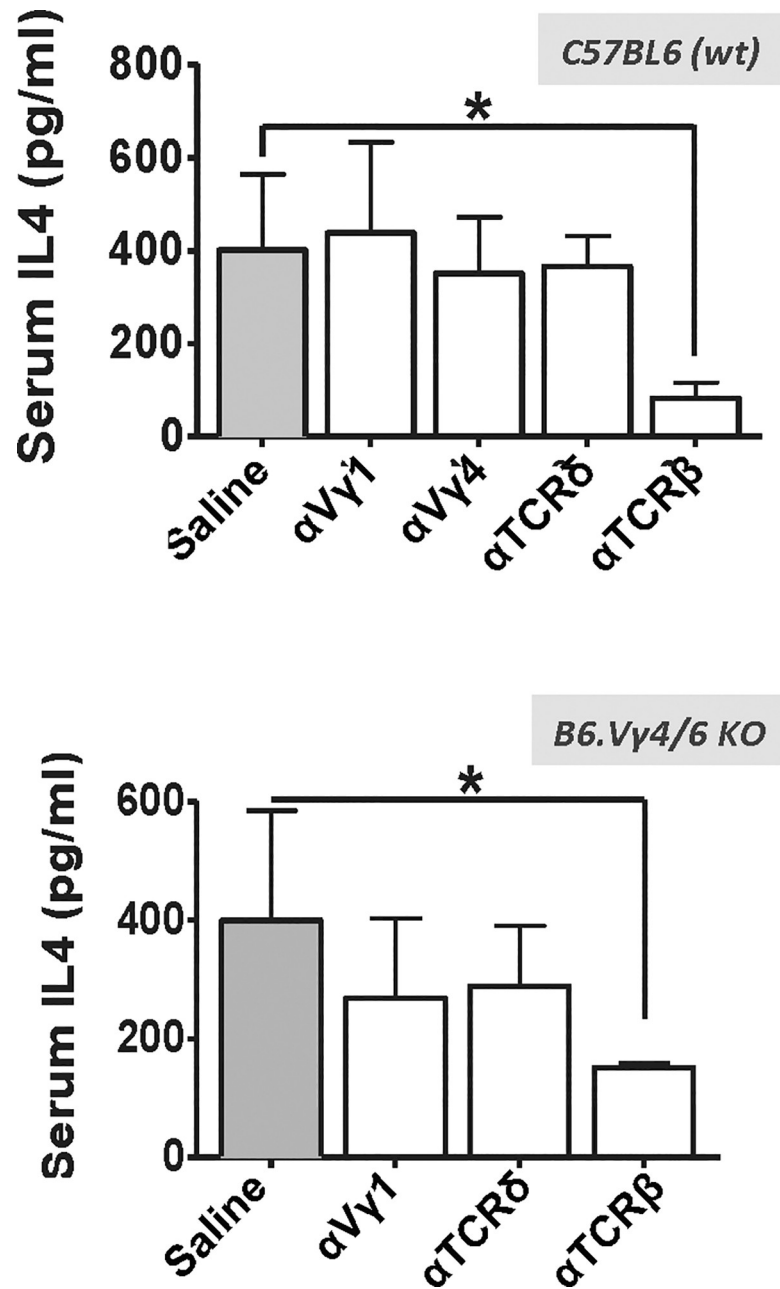 C57BL6 (wt)
*
Serum IL4 (pg/ml)
800
600
400
200
0
Saline
αVγ1
αVγ4
αTCRδ
αTCRβ
B6.Vγ4/6 KO
*
Serum IL4 (pg/ml)
600
400
200
0
Saline
αVγ1
αTCRδ
αTCRβ